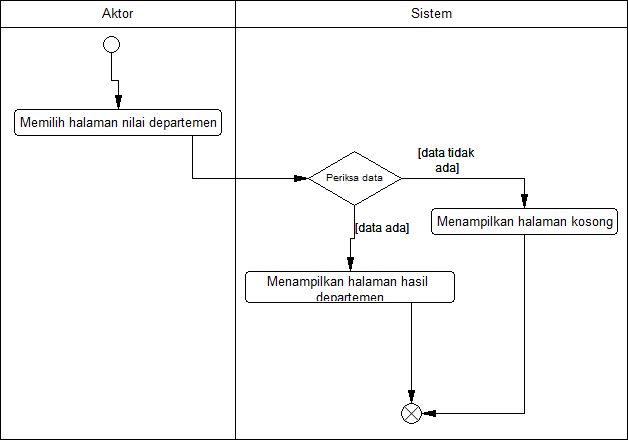 Aktor
Sistem
Memilih halaman nilai departemen
Periksa data
[data tidak
ada]
[data ada]
Menampilkan halaman kosong
Menampilkan halaman hasil
departemen